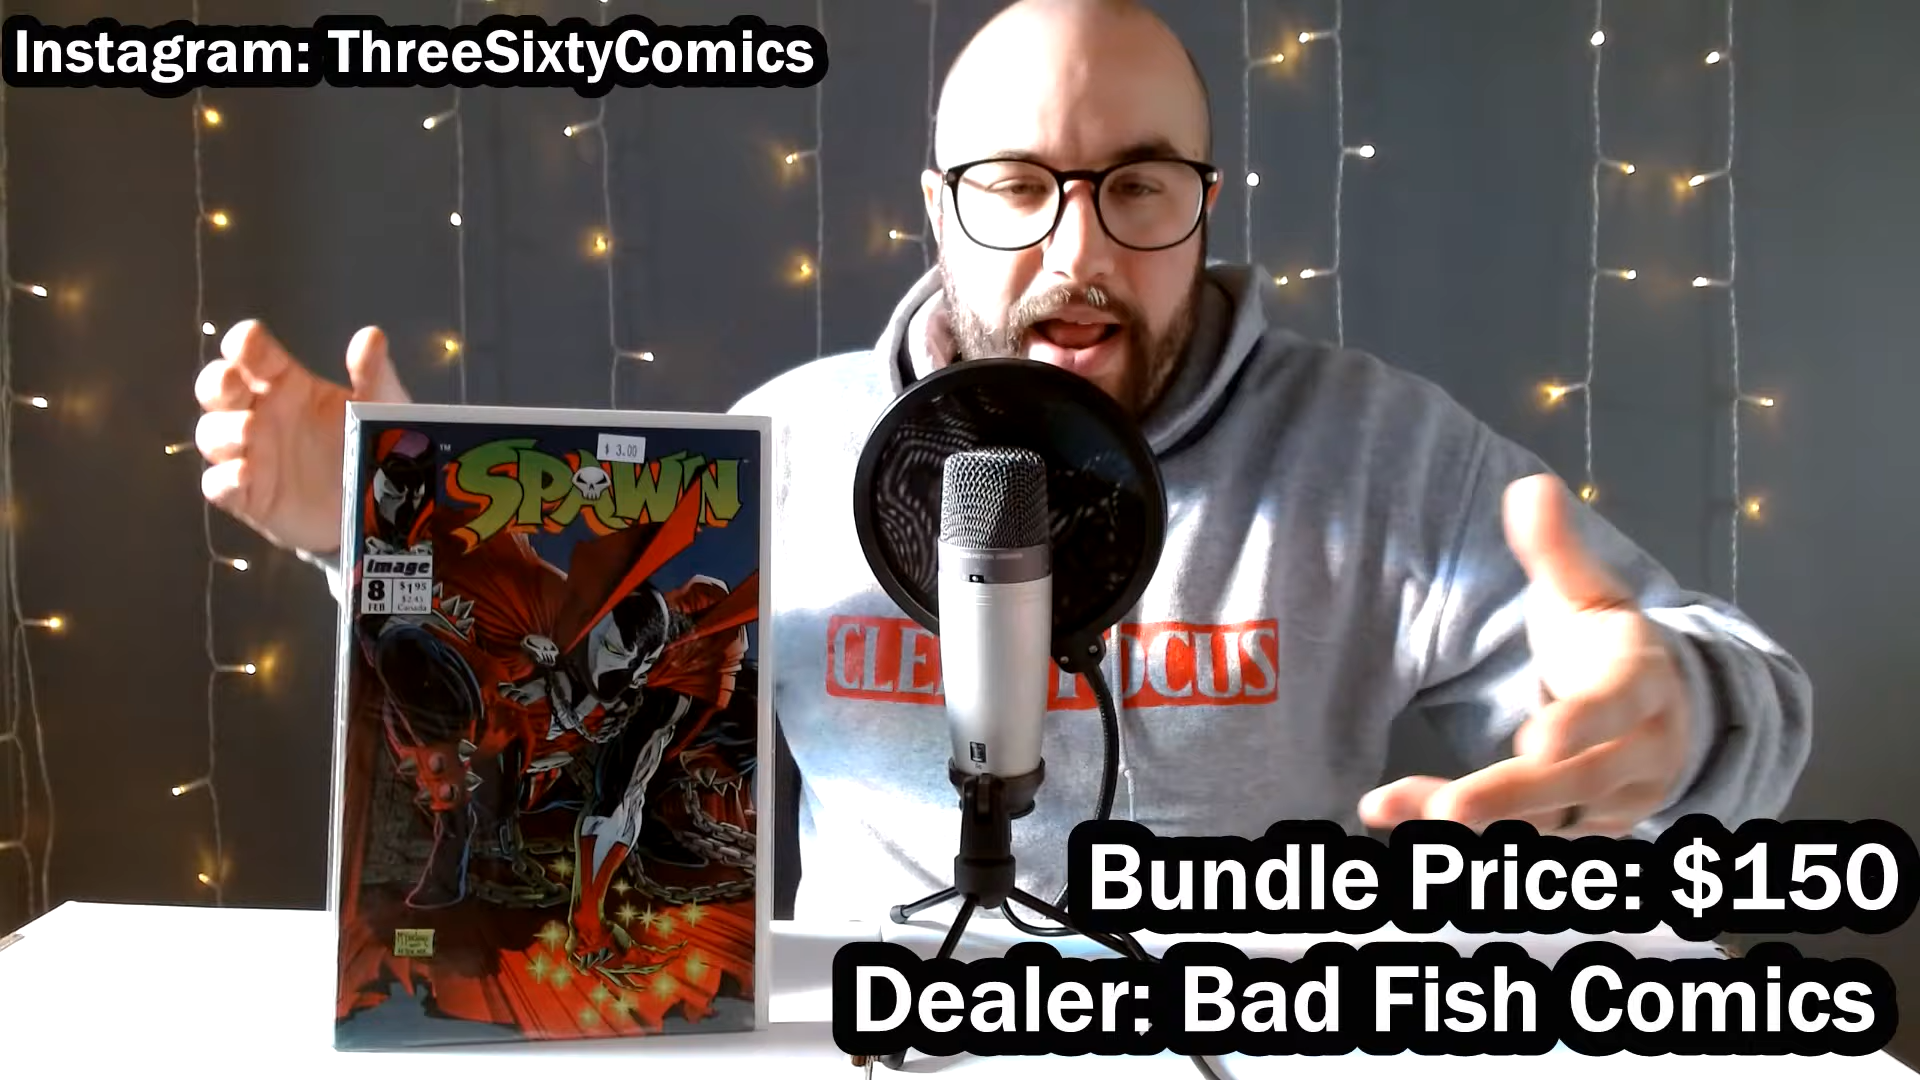 Instagram: ThreeSixtyComics
$ 3.00
SPAWN
TM
image
8
$1.95
$2.45
FEB
Canada
Bundle Price: $150
Dealer: Bad Fish Comics